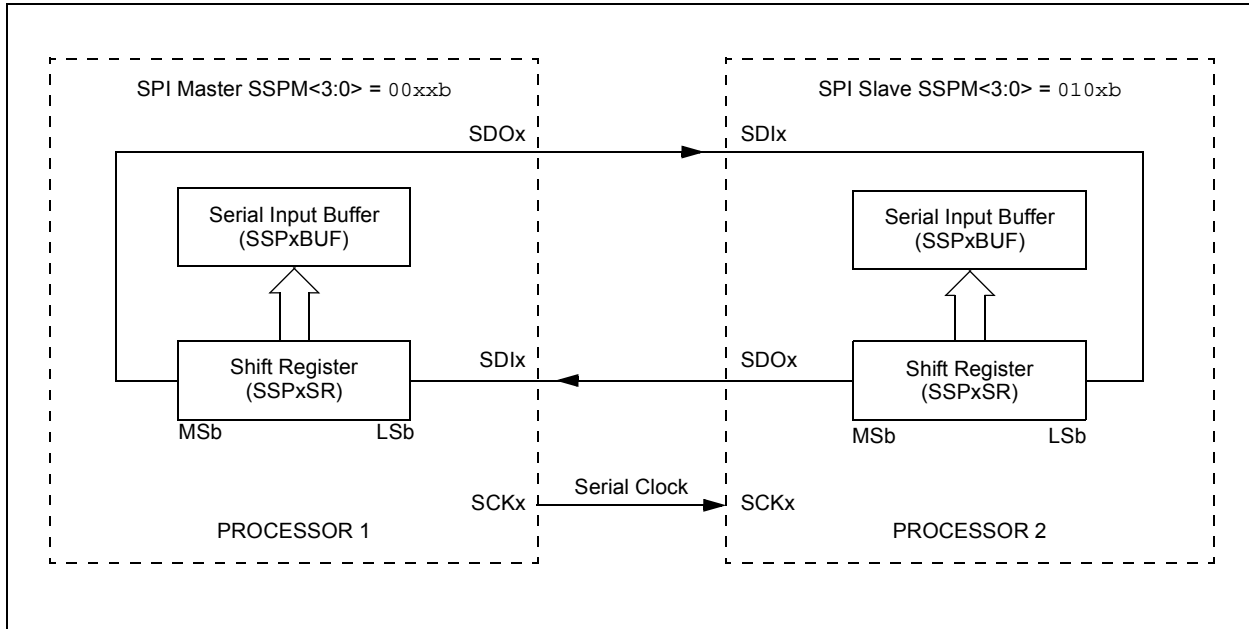 SPI Master SSPM<3:0> = 00xxb
SPI Slave SSPM<3:0> = 010xb
SDOx
SDIx
Serial Input Buffer
(SSPxBUF)
Serial Input Buffer
(SSPxBUF)
Shift Register
(SSPxSR)
MSb
LSb
SDIx
SDOx
Shift Register
(SSPxSR)
MSb
LSb
SCKx
Serial Clock
SCKx
PROCESSOR 1
PROCESSOR 2